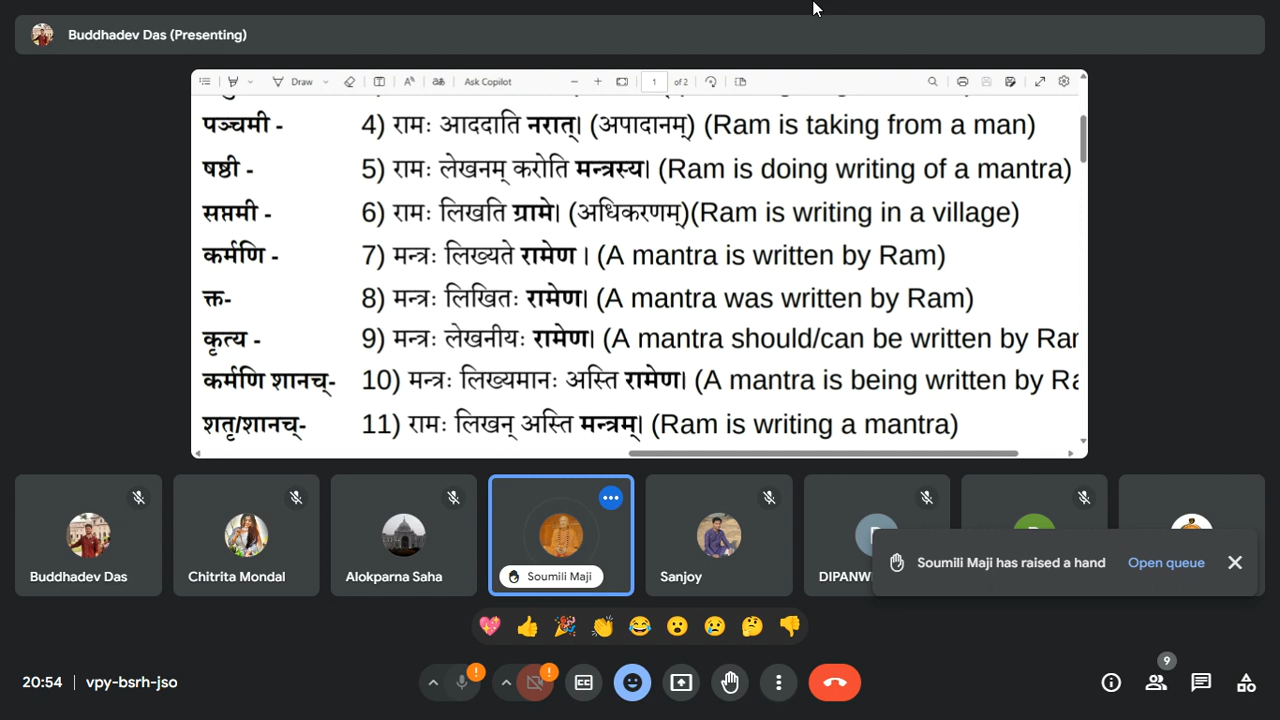 Buddhadev Das (Presenting)
Draw
Ask Copilot
1 of 2
पञ्चमी - 4) रामः आददाति नरात्। (अपादानम्) (Ram is taking from a man)
षष्ठी - 5) रामः लेखनम् करोति मन्त्रस्य। (Ram is doing writing of a mantra)
सप्तमी - 6) रामः लिखति ग्रामे। (अधिकरणम्)(Ram is writing in a village)
कर्मणि - 7) मन्त्रः लिख्यते रामेण । (A mantra is written by Ram)
क्त- 8) मन्त्रः लिखितः रामेण। (A mantra was written by Ram)
कृत्य - 9) मन्त्रः लेखनीयः रामेण। (A mantra should/can be written by
कर्मणि शानच्- 10) मन्त्रः लिख्यमानः अस्ति रामेण। (A mantra is being written by
शतृ/शानच्- 11) रामः लिखन् अस्ति मन्त्रम्। (Ram is writing a mantra)
Buddhadev Das
Chitrita Mondal
Alokparna Saha
Soumili Maji
Sanjoy
Soumili Maji has raised a hand Open queue
20:54 | vpy-bsrh-jso
9